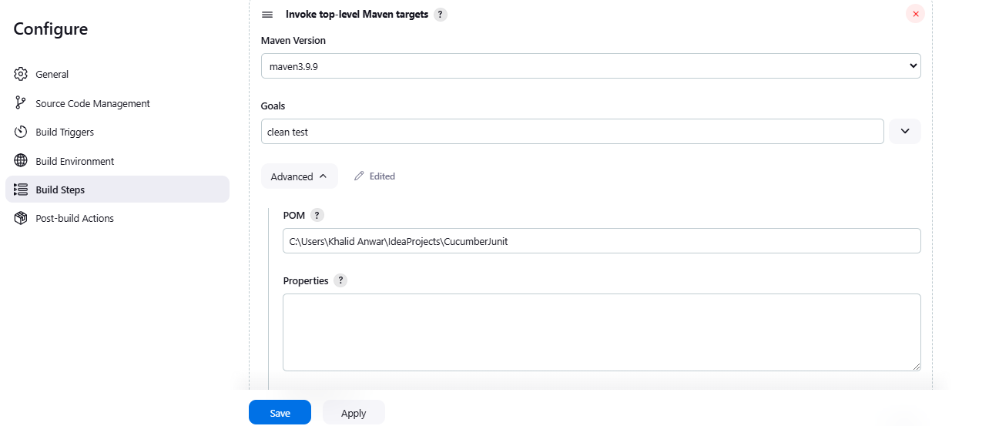 Configure
General
Source Code Management
Build Triggers
Build Environment
Build Steps
Post-build Actions
Invoke top-level Maven targets ?
Maven Version
maven3.9.9
Goals
clean test
Advanced
Edited
POM ?
C:\Users\Khalid Anwar\IdeaProjects\CucumberJunit
Properties ?
Save
Apply